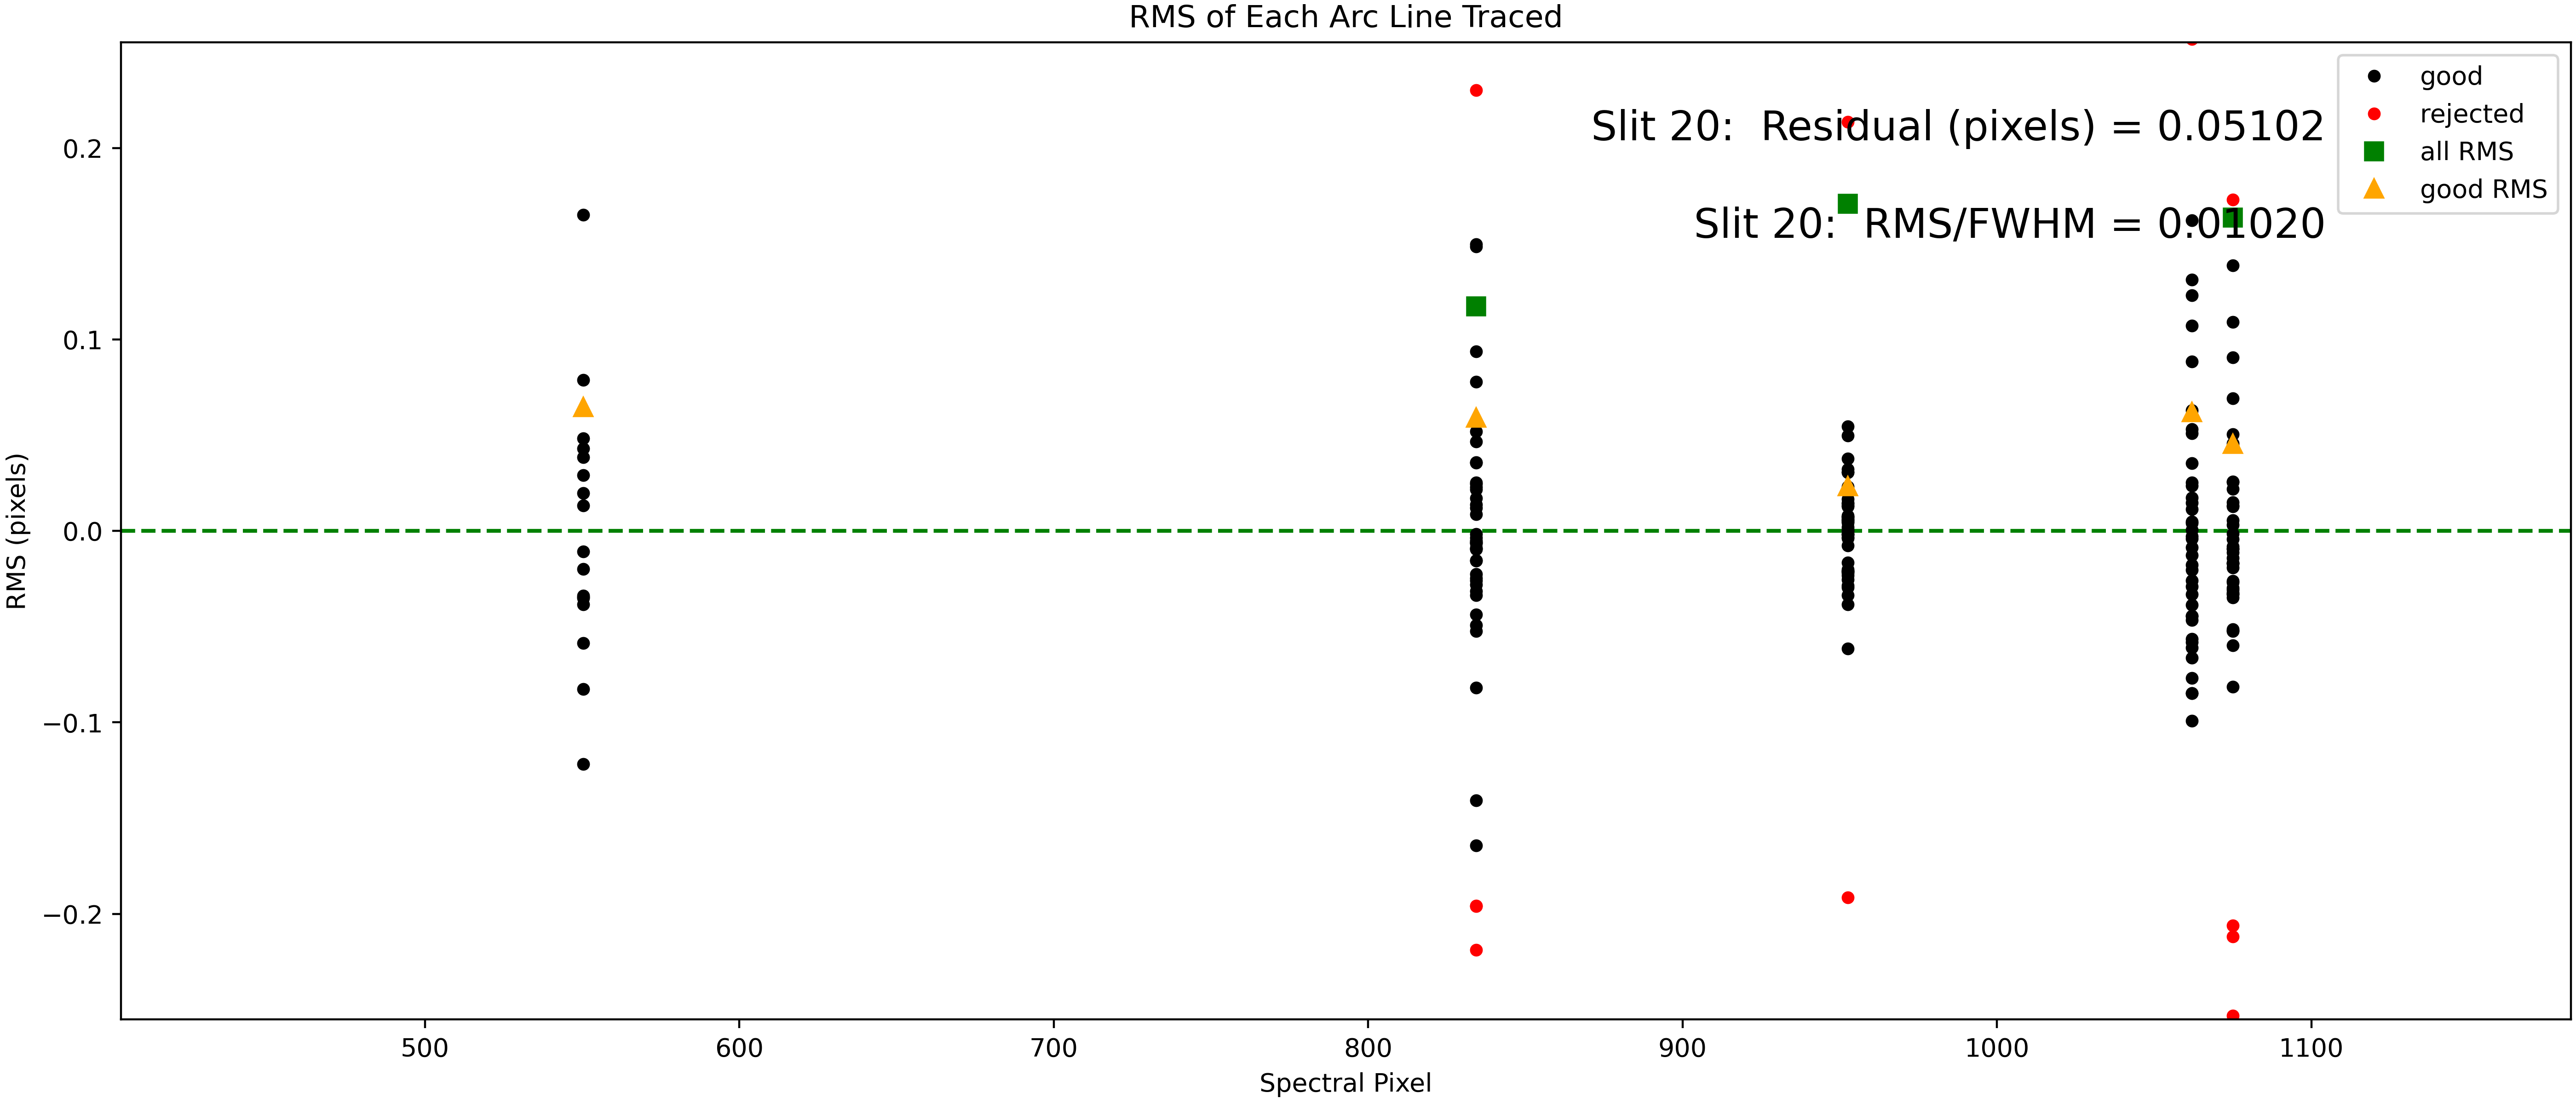 RMS of Each Arc Line Traced
good
rejected
all RMS
good RMS
Slit 20:  Residual (pixels) = 0.05102
Slit 20:  RMS/FWHM = 0.01020
RMS (pixels)
0.2
0.1
0.0
−0.1
−0.2
500 600 700 800 900 1000 1100
Spectral Pixel